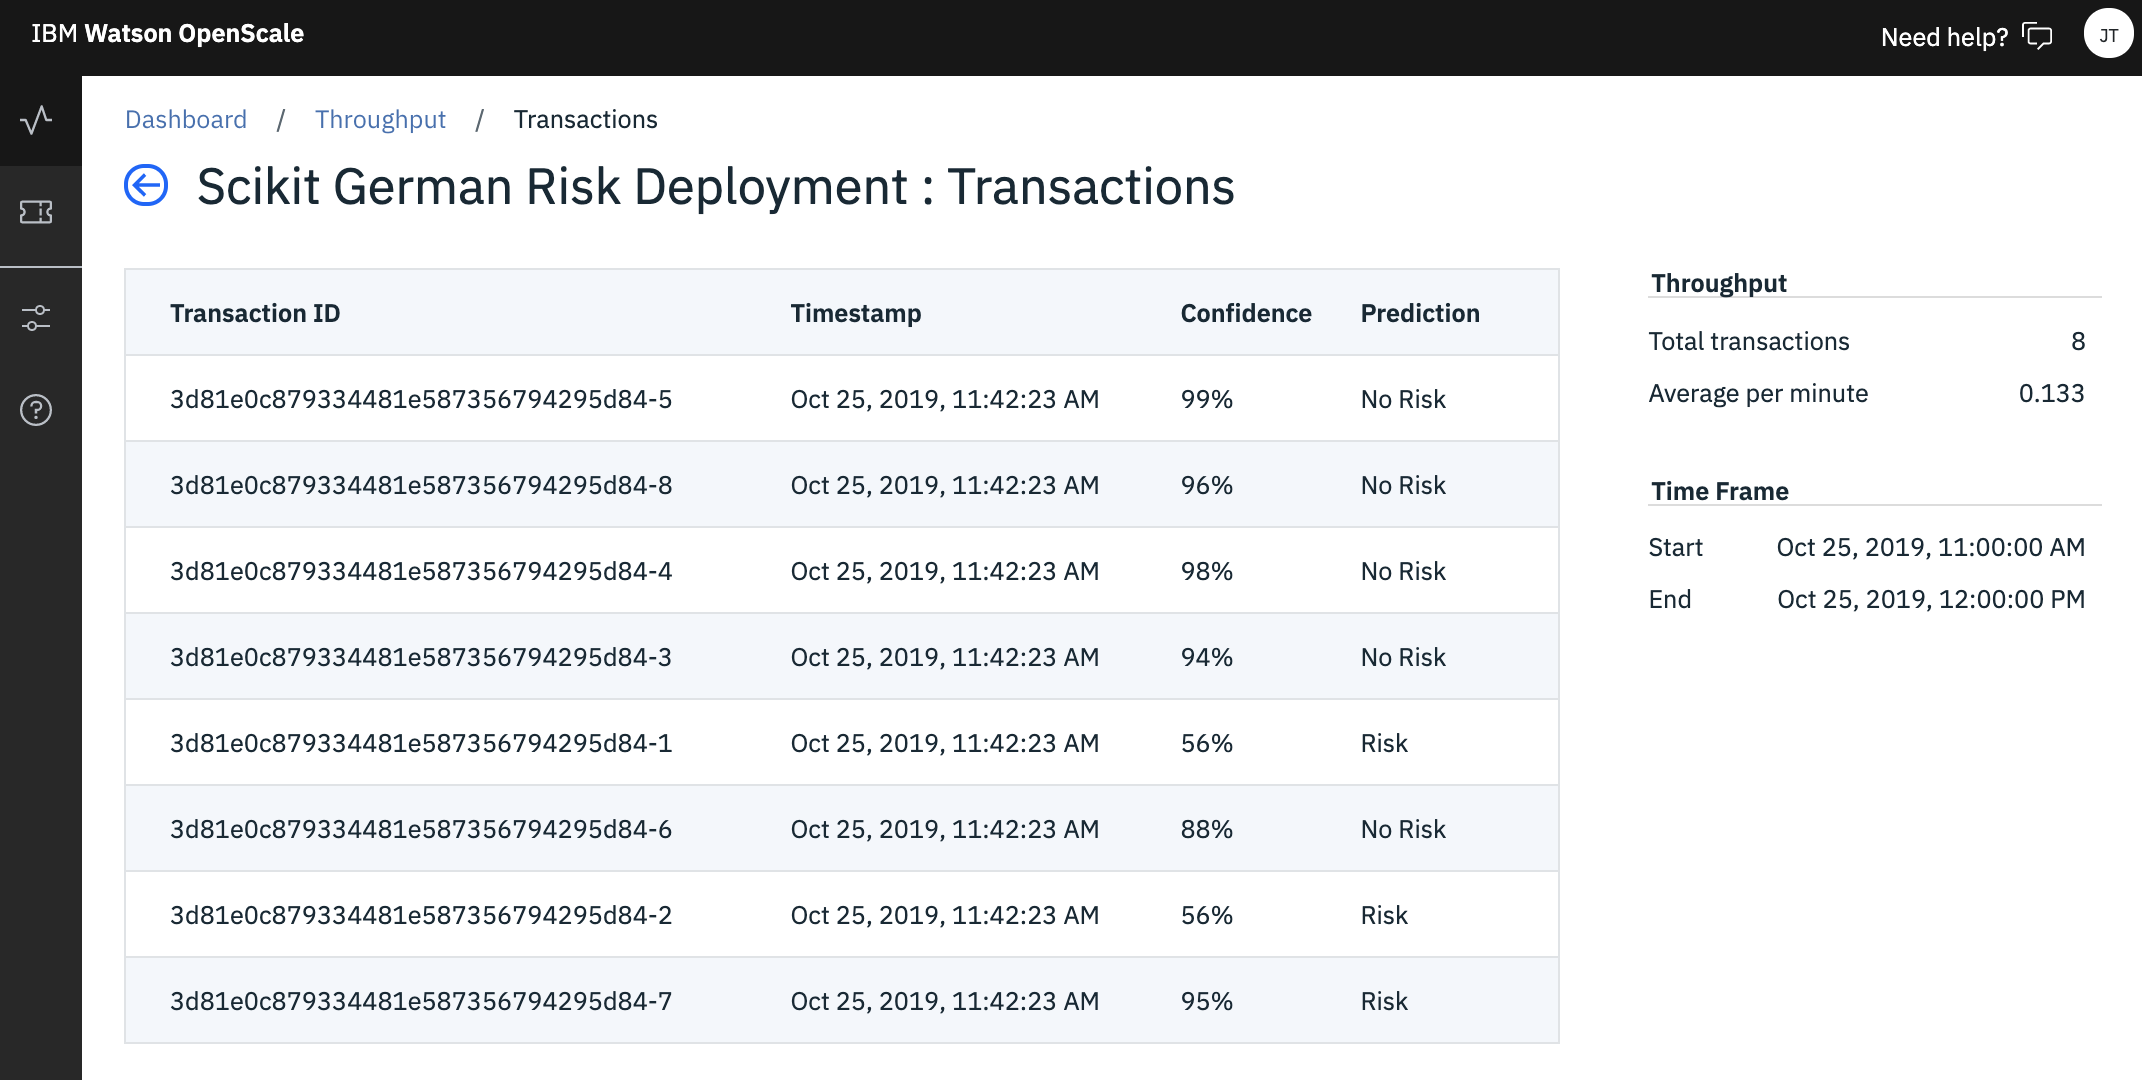 IBM Watson OpenScale
Need help?
JT
Dashboard / Throughput / Transactions
Scikit German Risk Deployment : Transactions
Transaction ID Timestamp Confidence Prediction
3d81e0c879334481e587356794295d84-5 Oct 25, 2019, 11:42:23 AM 99% No Risk
3d81e0c879334481e587356794295d84-8 Oct 25, 2019, 11:42:23 AM 96% No Risk
3d81e0c879334481e587356794295d84-4 Oct 25, 2019, 11:42:23 AM 98% No Risk
3d81e0c879334481e587356794295d84-3 Oct 25, 2019, 11:42:23 AM 94% No Risk
3d81e0c879334481e587356794295d84-1 Oct 25, 2019, 11:42:23 AM 56% Risk
3d81e0c879334481e587356794295d84-6 Oct 25, 2019, 11:42:23 AM 88% No Risk
3d81e0c879334481e587356794295d84-2 Oct 25, 2019, 11:42:23 AM 56% Risk
3d81e0c879334481e587356794295d84-7 Oct 25, 2019, 11:42:23 AM 95% Risk
Throughput
Total transactions 8
Average per minute 0.133
Time Frame
Start Oct 25, 2019, 11:00:00 AM
End Oct 25, 2019, 12:00:00 PM